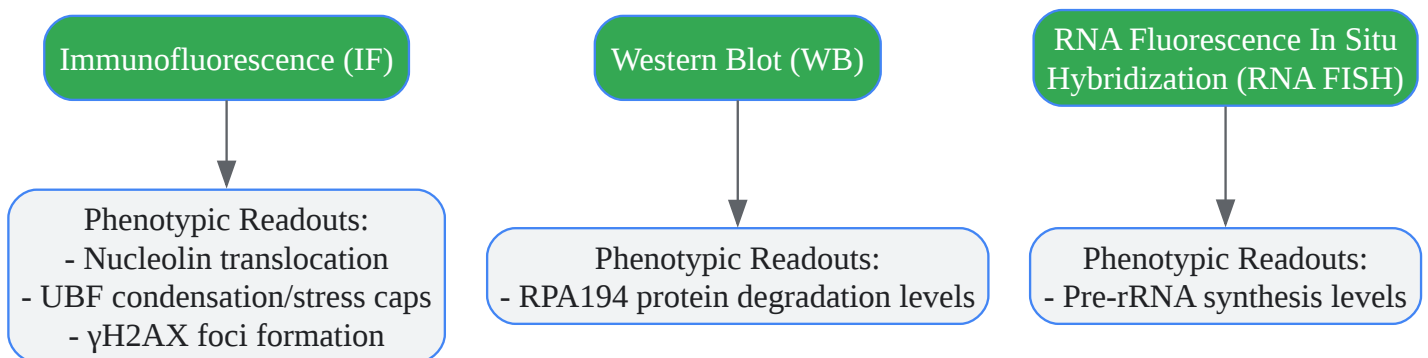 Immunofluorescence (IF)
Western Blot (WB)
RNA Fluorescence In Situ
Hybridization (RNA FISH)
Phenotypic Readouts:
- Nucleolin translocation
- UBF condensation/stress caps
- γH2AX foci formation
Phenotypic Readouts:
- RPA194 protein degradation levels
Phenotypic Readouts:
- Pre-rRNA synthesis levels